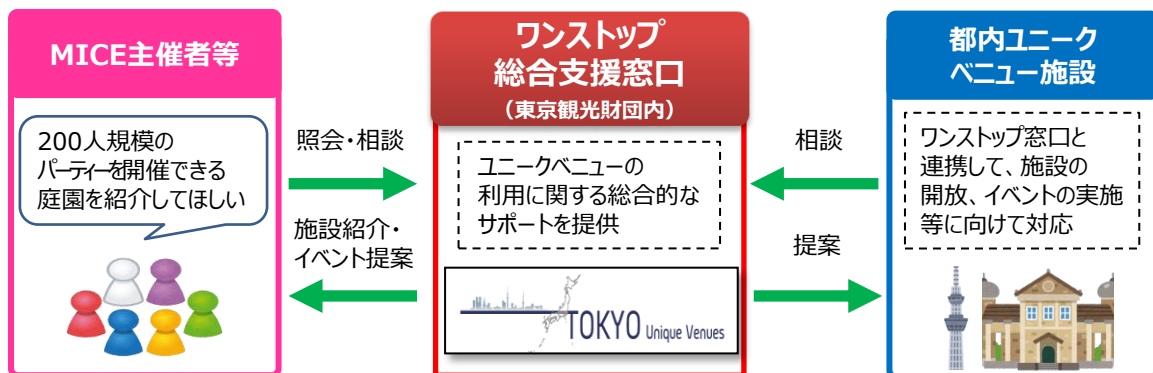 MICE主催者等
200人規模の
パーティーを開催できる
庭園を紹介してほしい
照会・相談
施設紹介・
イベント提案
ワンストップ
総合支援窓口
（東京観光財団内）
ユニークベニューの
利用に関する総合的な
サポートを提供
TOKYO Unique Venues
相談
提案
都内ユニーク
ベニュー施設
ワンストップ窓口と
連携して、施設の
開放、イベントの実施
等に向けて対応